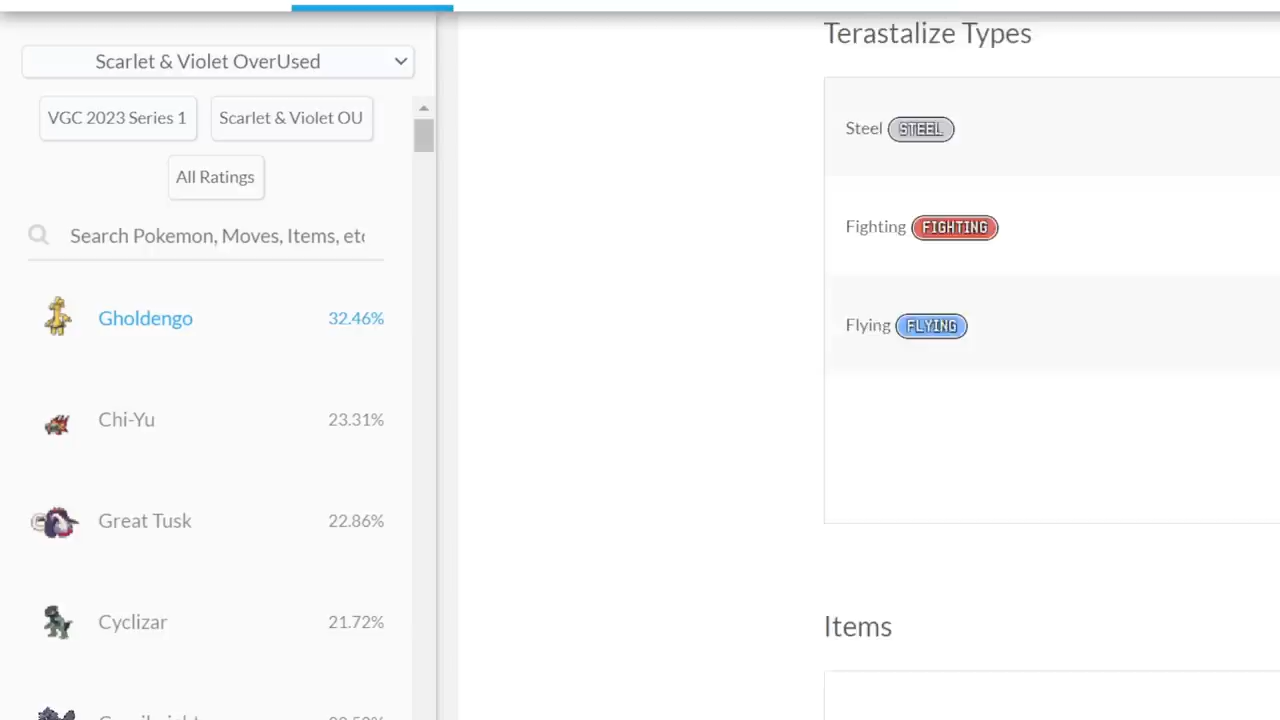 Scarlet & Violet OverUsed
VGC 2023 Series 1
Scarlet & Violet OU
All Ratings
Search Pokemon, Moves, Items, etc
Gholdengo 32.46%
Chi-Yu 23.31%
Great Tusk 22.86%
Cyclizar 21.72%
Terastalize Types
Steel STEEL
Fighting FIGHTING
Flying FLYING
Items